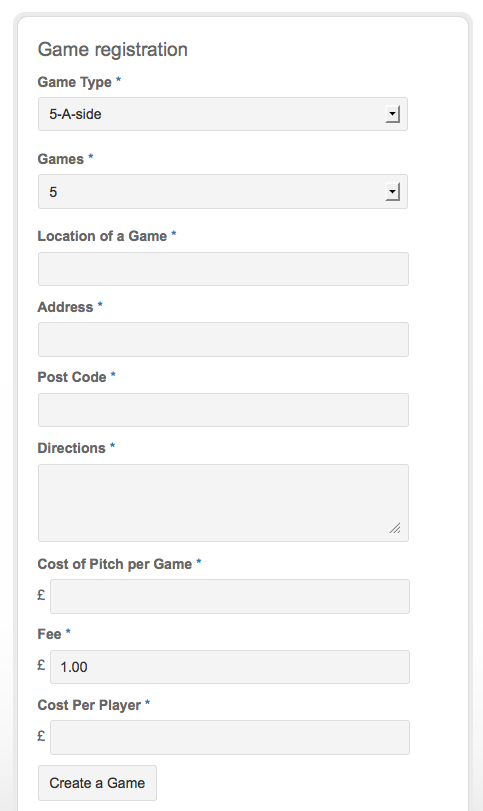 Game registration
Game Type *
5-A-side
Games *
5
Location of a Game *
Address *
Post Code *
Directions *
Cost of Pitch per Game *
£
Fee *
£ 1.00
Cost Per Player *
£
Create a Game